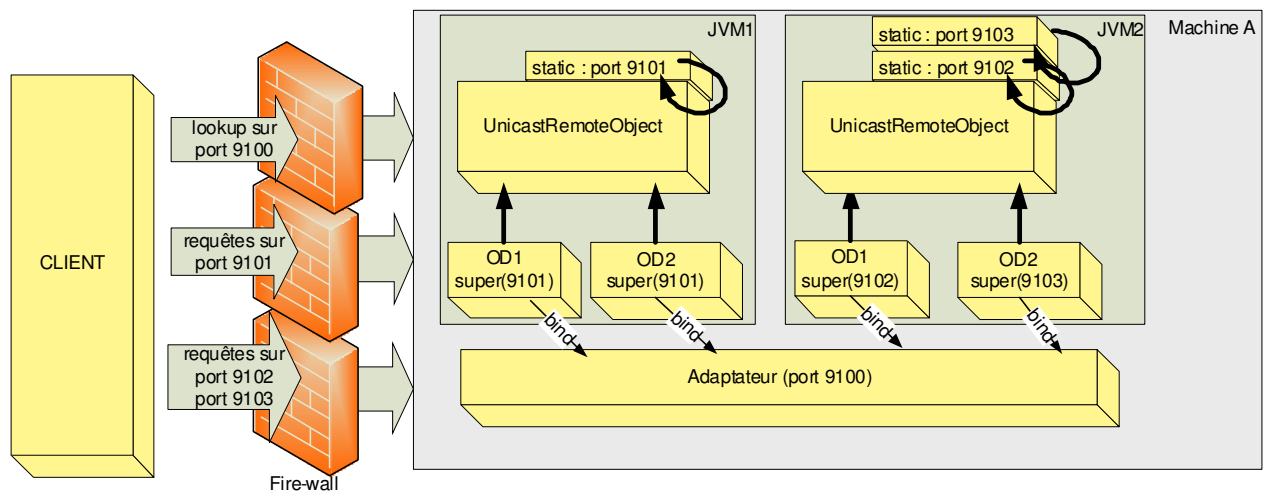 JVM1
JVM2
Machine A
static : port 9103
static : port 9101
static : port 9102
UnicastRemoteObject
UnicastRemoteObject
lookup sur
port 9100
CLIENT
requêtes sur
port 9101
OD1
super(9101)
OD2
super(9101)
OD1
super(9102)
OD2
super(9103)
bind
bind
bind
bind
requêtes sur
port 9102
port 9103
Adaptateur (port 9100)
Fire-wall